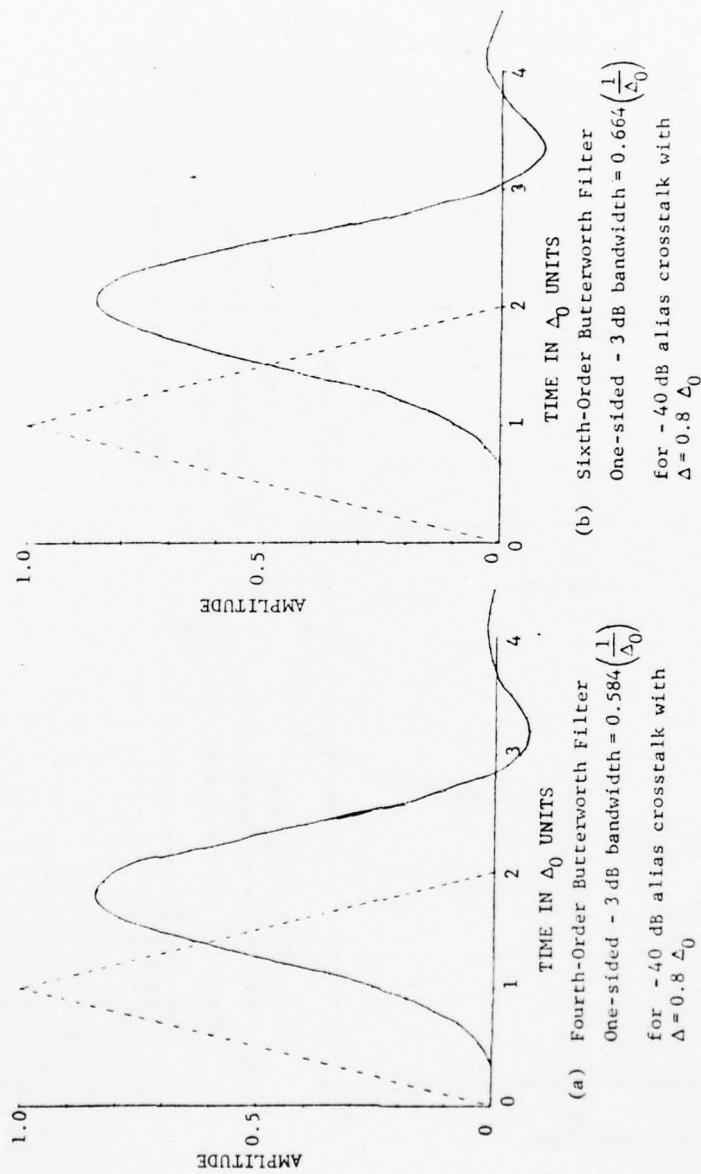 1.0
0.5
0
AMPLITUDE
0
1
2
3
4
TIME IN Δ0 UNITS
(a) Fourth-Order Butterworth Filter
One-sided - 3 dB bandwidth = 0.584(1/Δ0)
for - 40 dB alias crosstalk with
Δ = 0.8 Δ0
1.0
0.5
0
AMPLITUDE
0
1
2
3
4
TIME IN Δ0 UNITS
(b) Sixth-Order Butterworth Filter
One-sided - 3 dB bandwidth = 0.664(1/Δ0)
for - 40 dB alias crosstalk with
Δ = 0.8 Δ0